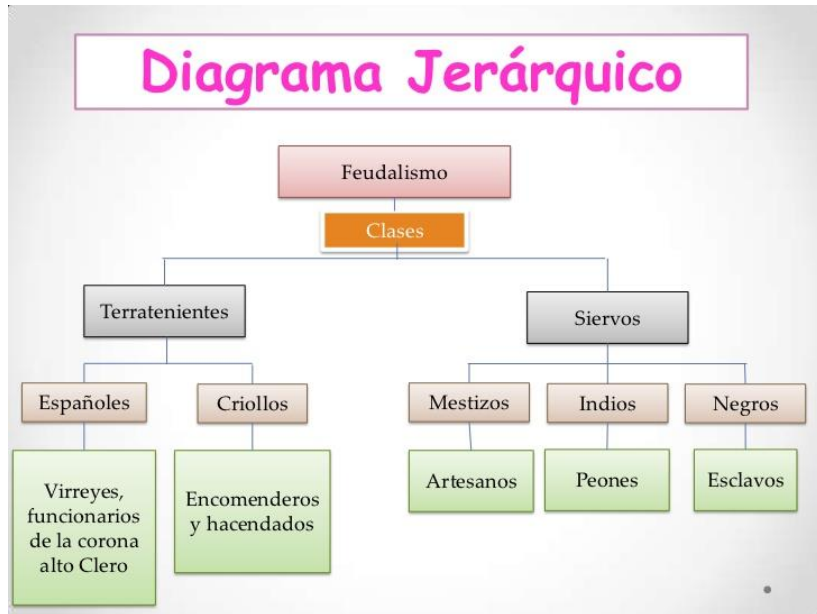 Diagrama Jerárquico
Feudalismo
Clases
Terratenientes
Siervos
Españoles
Criollos
Mestizos
Indios
Negros
Virreyes,
funcionarios
de la corona
alto Clero
Encomenderos
y hacendados
Artesanos
Peones
Esclavos